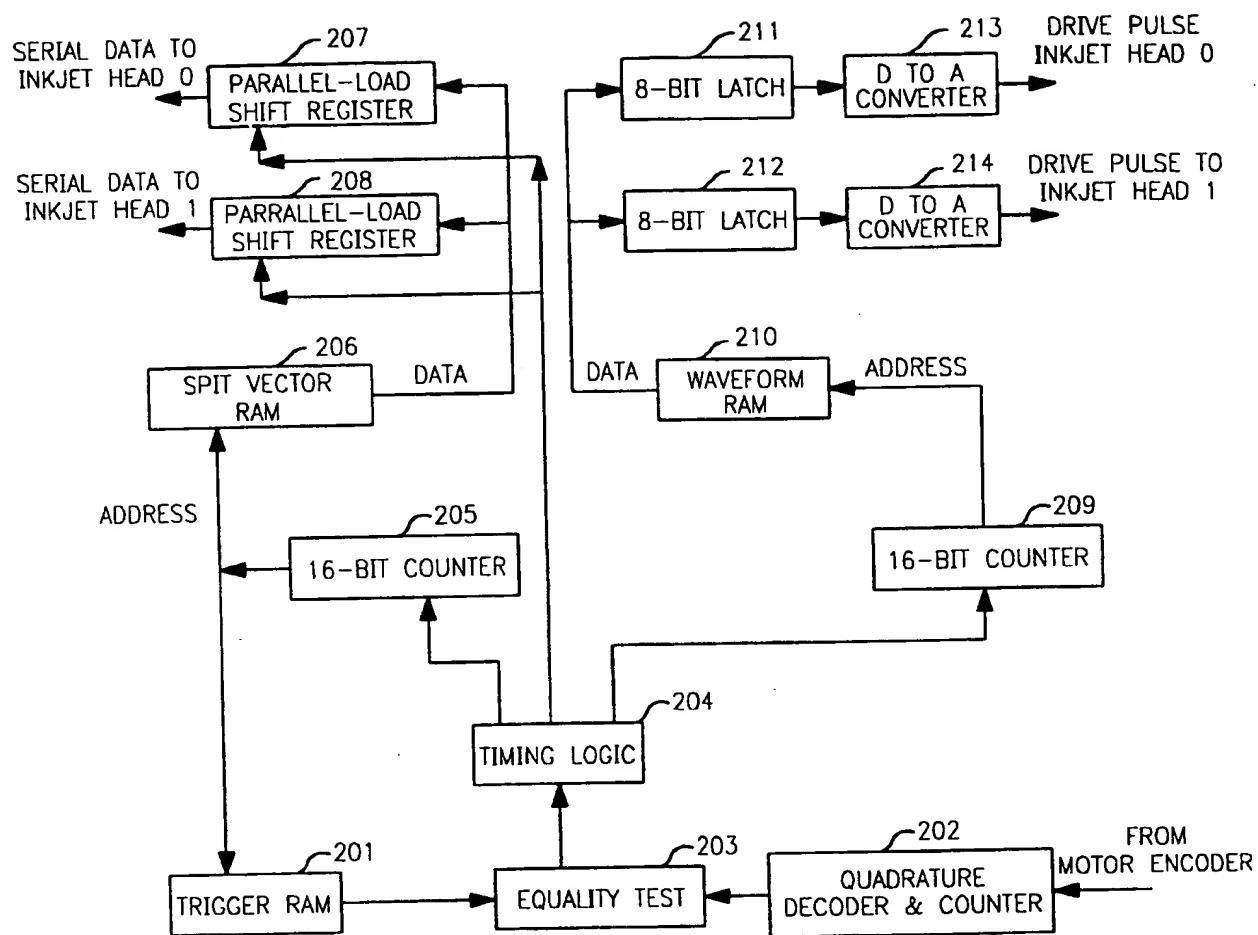 SERIAL DATA TO
INKJET HEAD 0
207
PARALLEL-LOAD
SHIFT REGISTER
211
8-BIT LATCH
213
D TO A
CONVERTER
DRIVE PULSE
INKJET HEAD 0
SERIAL DATA TO
INKJET HEAD 1
208
PARRALLEL-LOAD
SHIFT REGISTER
212
8-BIT LATCH
214
D TO A
CONVERTER
DRIVE PULSE TO
INKJET HEAD 1
206
SPIT VECTOR
RAM
DATA
DATA
210
WAVEFORM
RAM
ADDRESS
ADDRESS
205
16-BIT COUNTER
209
16-BIT COUNTER
204
TIMING LOGIC
201
TRIGGER RAM
203
EQUALITY TEST
202
QUADRATURE
DECODER & COUNTER
FROM
MOTOR ENCODER